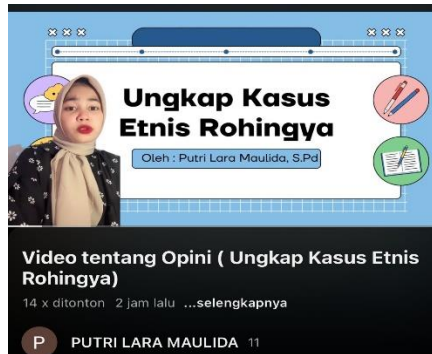 Ungkap Kasus
Etnis Rohingya
Oleh : Putri Lara Maulida, S.Pd
Video tentang Opini ( Ungkap Kasus Etnis
Rohingya)
14 x ditonton 2 jam lalu ...selengkapnya
P PUTRI LARA MAULIDA 11